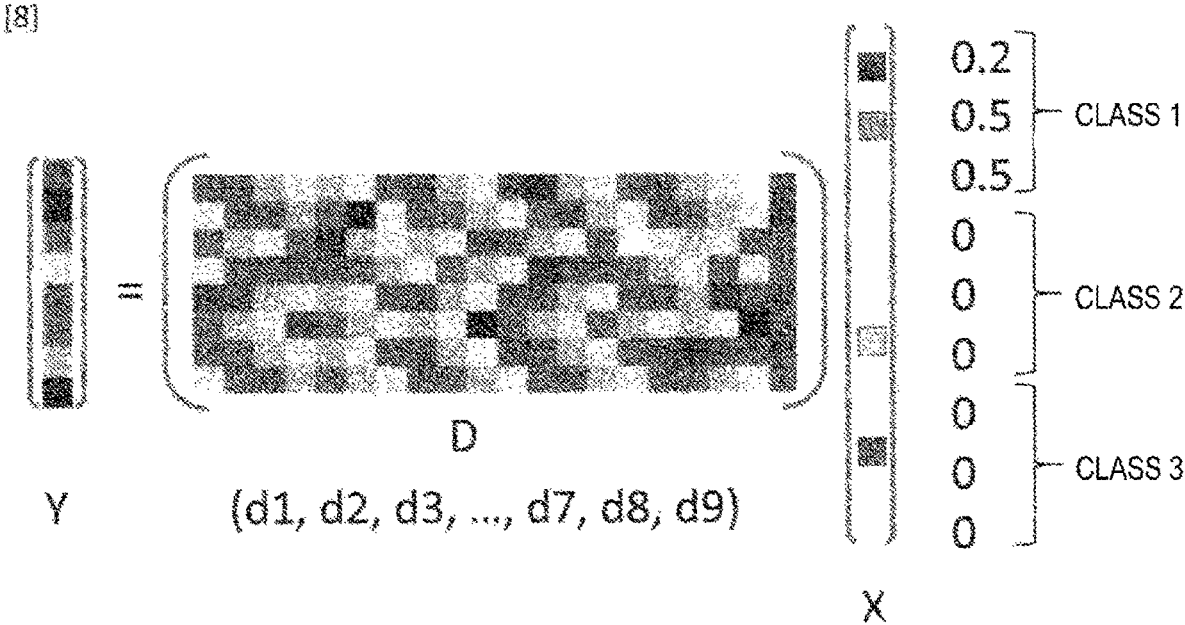 [8]
0.2
0.5
CLASS 1
0.5
0
0
CLASS 2
=
0
0
D
0
CLASS 3
Y
(d1, d2, d3, ..., d7, d8, d9)
0
X